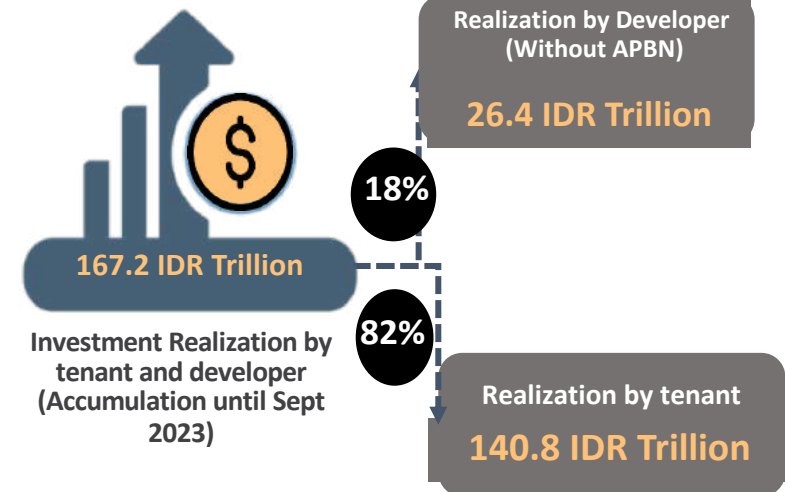 Realization by Developer
(Without APBN)
26.4 IDR Trillion
$
18%
167.2 IDR Trillion
82%
Investment Realization by
tenant and developer
(Accumulation until Sept
2023)
Realization by tenant
140.8 IDR Trillion